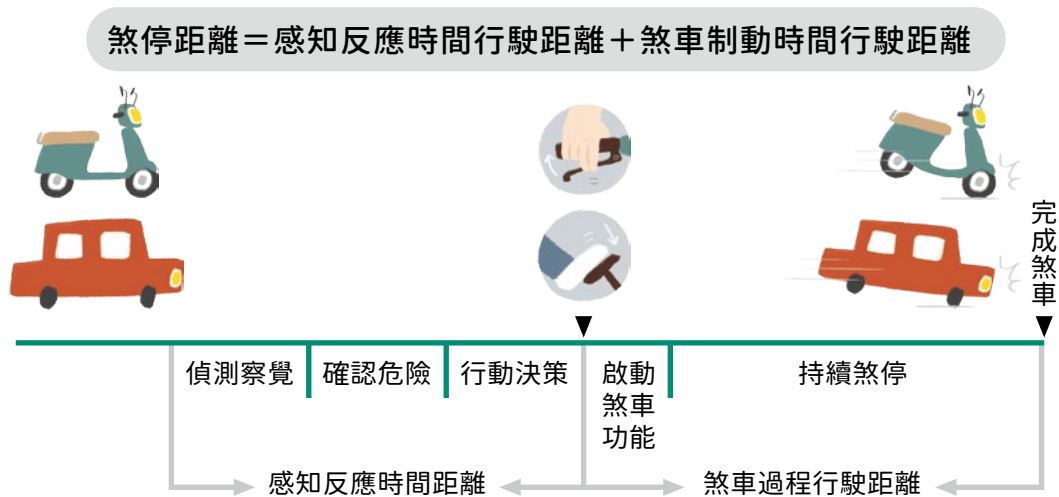 煞停距離＝感知反應時間行駛距離＋煞車制動時間行駛距離
完成煞車
偵測察覺
確認危險
行動決策
啟動
煞車
功能
持續煞停
感知反應時間距離
煞車過程行駛距離